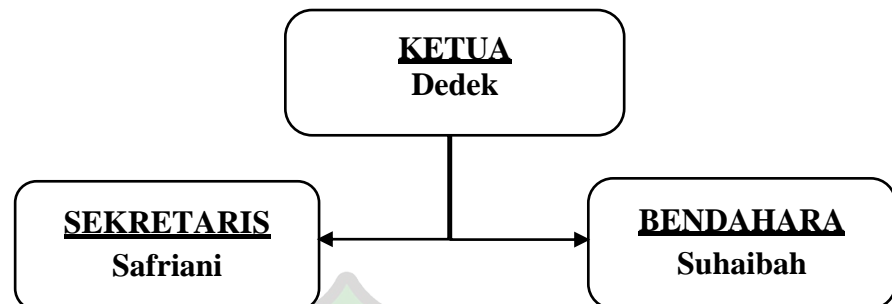 KETUA
Dedek
SEKRETARIS
Safriani
BENDAHARA
Suhaibah